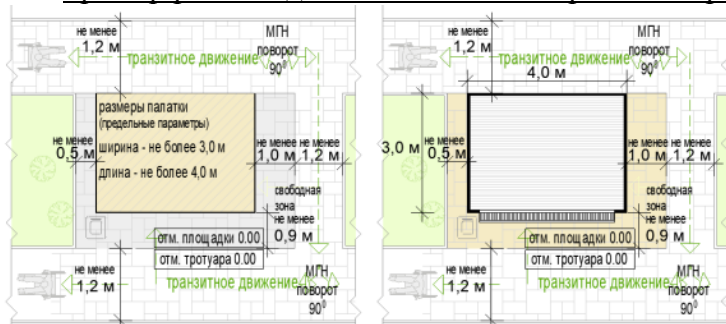 не менее
1,2 м
транзитное движение
МГН
поворот
90⁰
размеры палатки
(предельные параметры)
ширина - не более 3,0 м
длина - не более 4,0 м
не менее
0,5 м
не менее
1,0 м
не менее
1,2 м
свободная
зона
не менее
0,9 м
отм. площадки 0.00
отм. тротуара 0.00
не менее
1,2 м
транзитное движение
МГН
поворот
90⁰
не менее
1,2 м
транзитное движение
МГН
поворот
90⁰
4,0 м
3,0 м
не менее
0,5 м
не менее
1,0 м
не менее
1,2 м
свободная
зона
не менее
0,9 м
отм. площадки 0.00
отм. тротуара 0.00
не менее
1,2 м
транзитное движение
МГН
поворот
90⁰